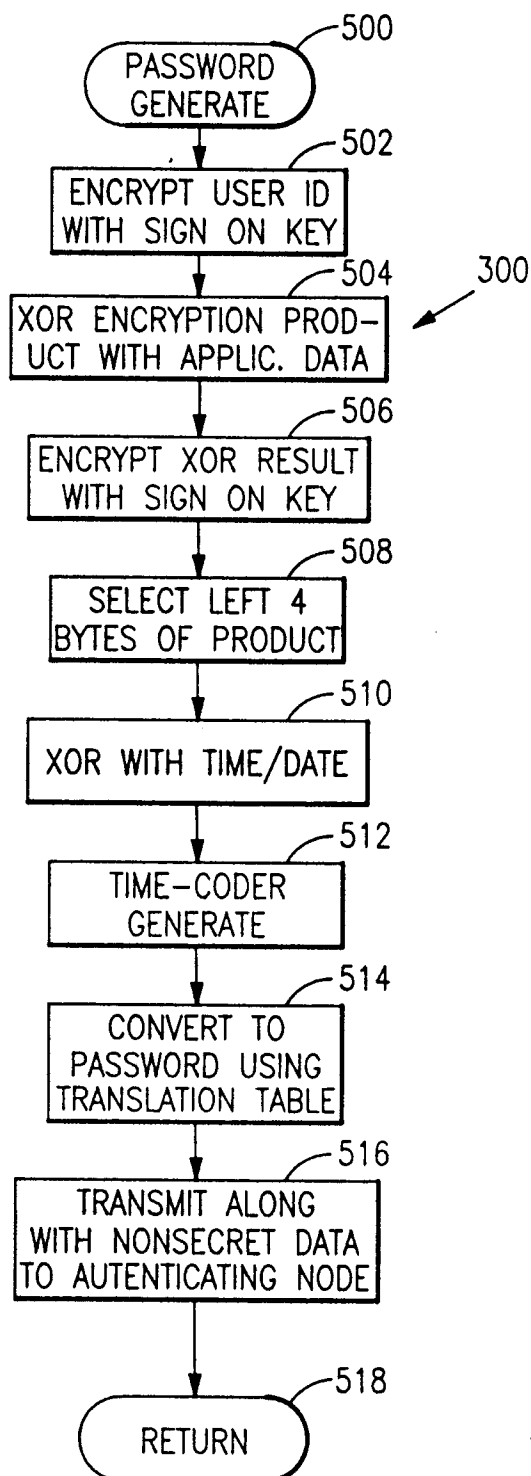 500
PASSWORD
GENERATE
502
ENCRYPT USER ID
WITH SIGN ON KEY
504
300
XOR ENCRYPTION PROD-
UCT WITH APPLIC. DATA
506
ENCRYPT XOR RESULT
WITH SIGN ON KEY
508
SELECT LEFT 4
BYTES OF PRODUCT
510
XOR WITH TIME/DATE
512
TIME-CODER
GENERATE
514
CONVERT TO
PASSWORD USING
TRANSLATION TABLE
516
TRANSMIT ALONG
WITH NONSECRET DATA
TO AUTENTICATING NODE
518
RETURN